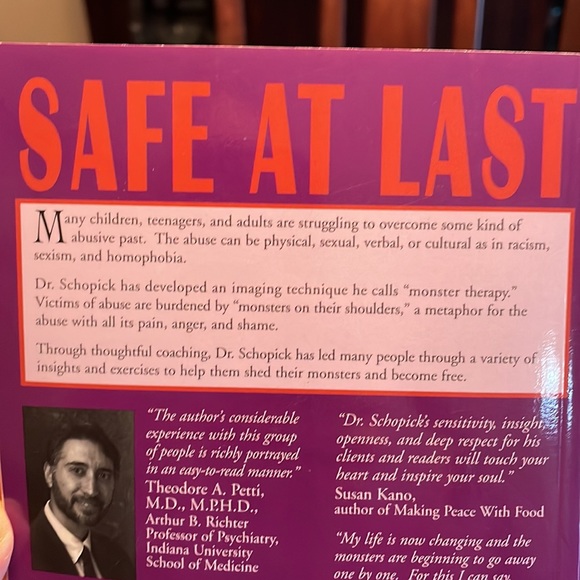 SAFE AT LAST
Many children, teenagers, and adults are struggling to overcome some kind of
abusive past. The abuse can be physical, sexual, verbal, or cultural as in racism,
sexism, and homophobia.
Dr. Schopick has developed an imaging technique he calls “monster therapy.”
Victims of abuse are burdened by “monsters on their shoulders,” a metaphor for the
abuse with all its pain, anger, and shame.
Through thoughtful coaching, Dr. Schopick has led many people through a variety of
insights and exercises to help them shed their monsters and become free.
“The author's considerable
experience with this group
of people is richly portrayed
in an easy-to-read manner.”
Theodore A. Petti,
M.D., M.P.H.D.,
Arthur B. Richter
Professor of Psychiatry,
Indiana University
School of Medicine
“Dr. Schopick's sensitivity, insight,
openness, and deep respect for his
clients and readers will touch your
heart and inspire your soul.”
Susan Kano,
author of Making Peace With Food
“My life is now changing and the
monsters are beginning to go away
one by one. For this I can say